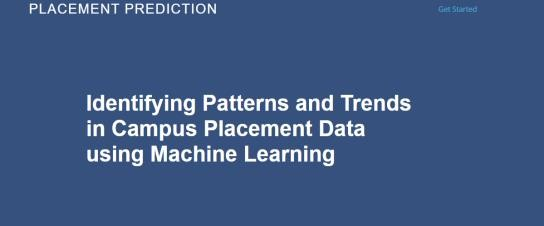 PLACEMENT PREDICTION
Get Started
Identifying Patterns and Trends
in Campus Placement Data
using Machine Learning